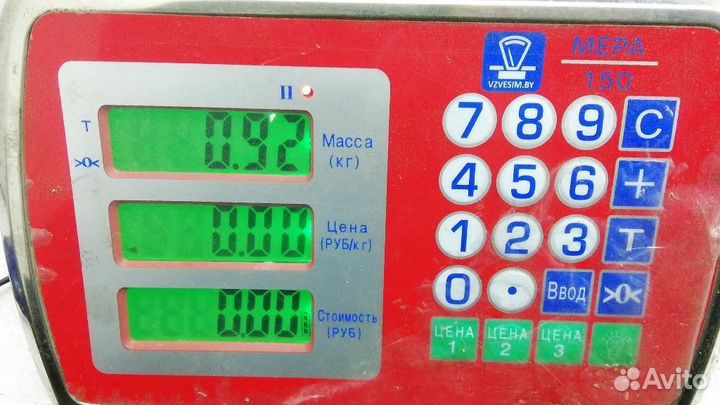 VZVESIM.BY
МЕРА
150
II
T
>0<
0.92
Масса
(кг)
0.00
Цена
(РУБ/кг)
0.00
Стоимость
(РУБ)
7 8 9 C
4 5 6 +
1 2 3 T
0 . Ввод >0<
ЦЕНА 1
ЦЕНА 2
ЦЕНА 3
Avito